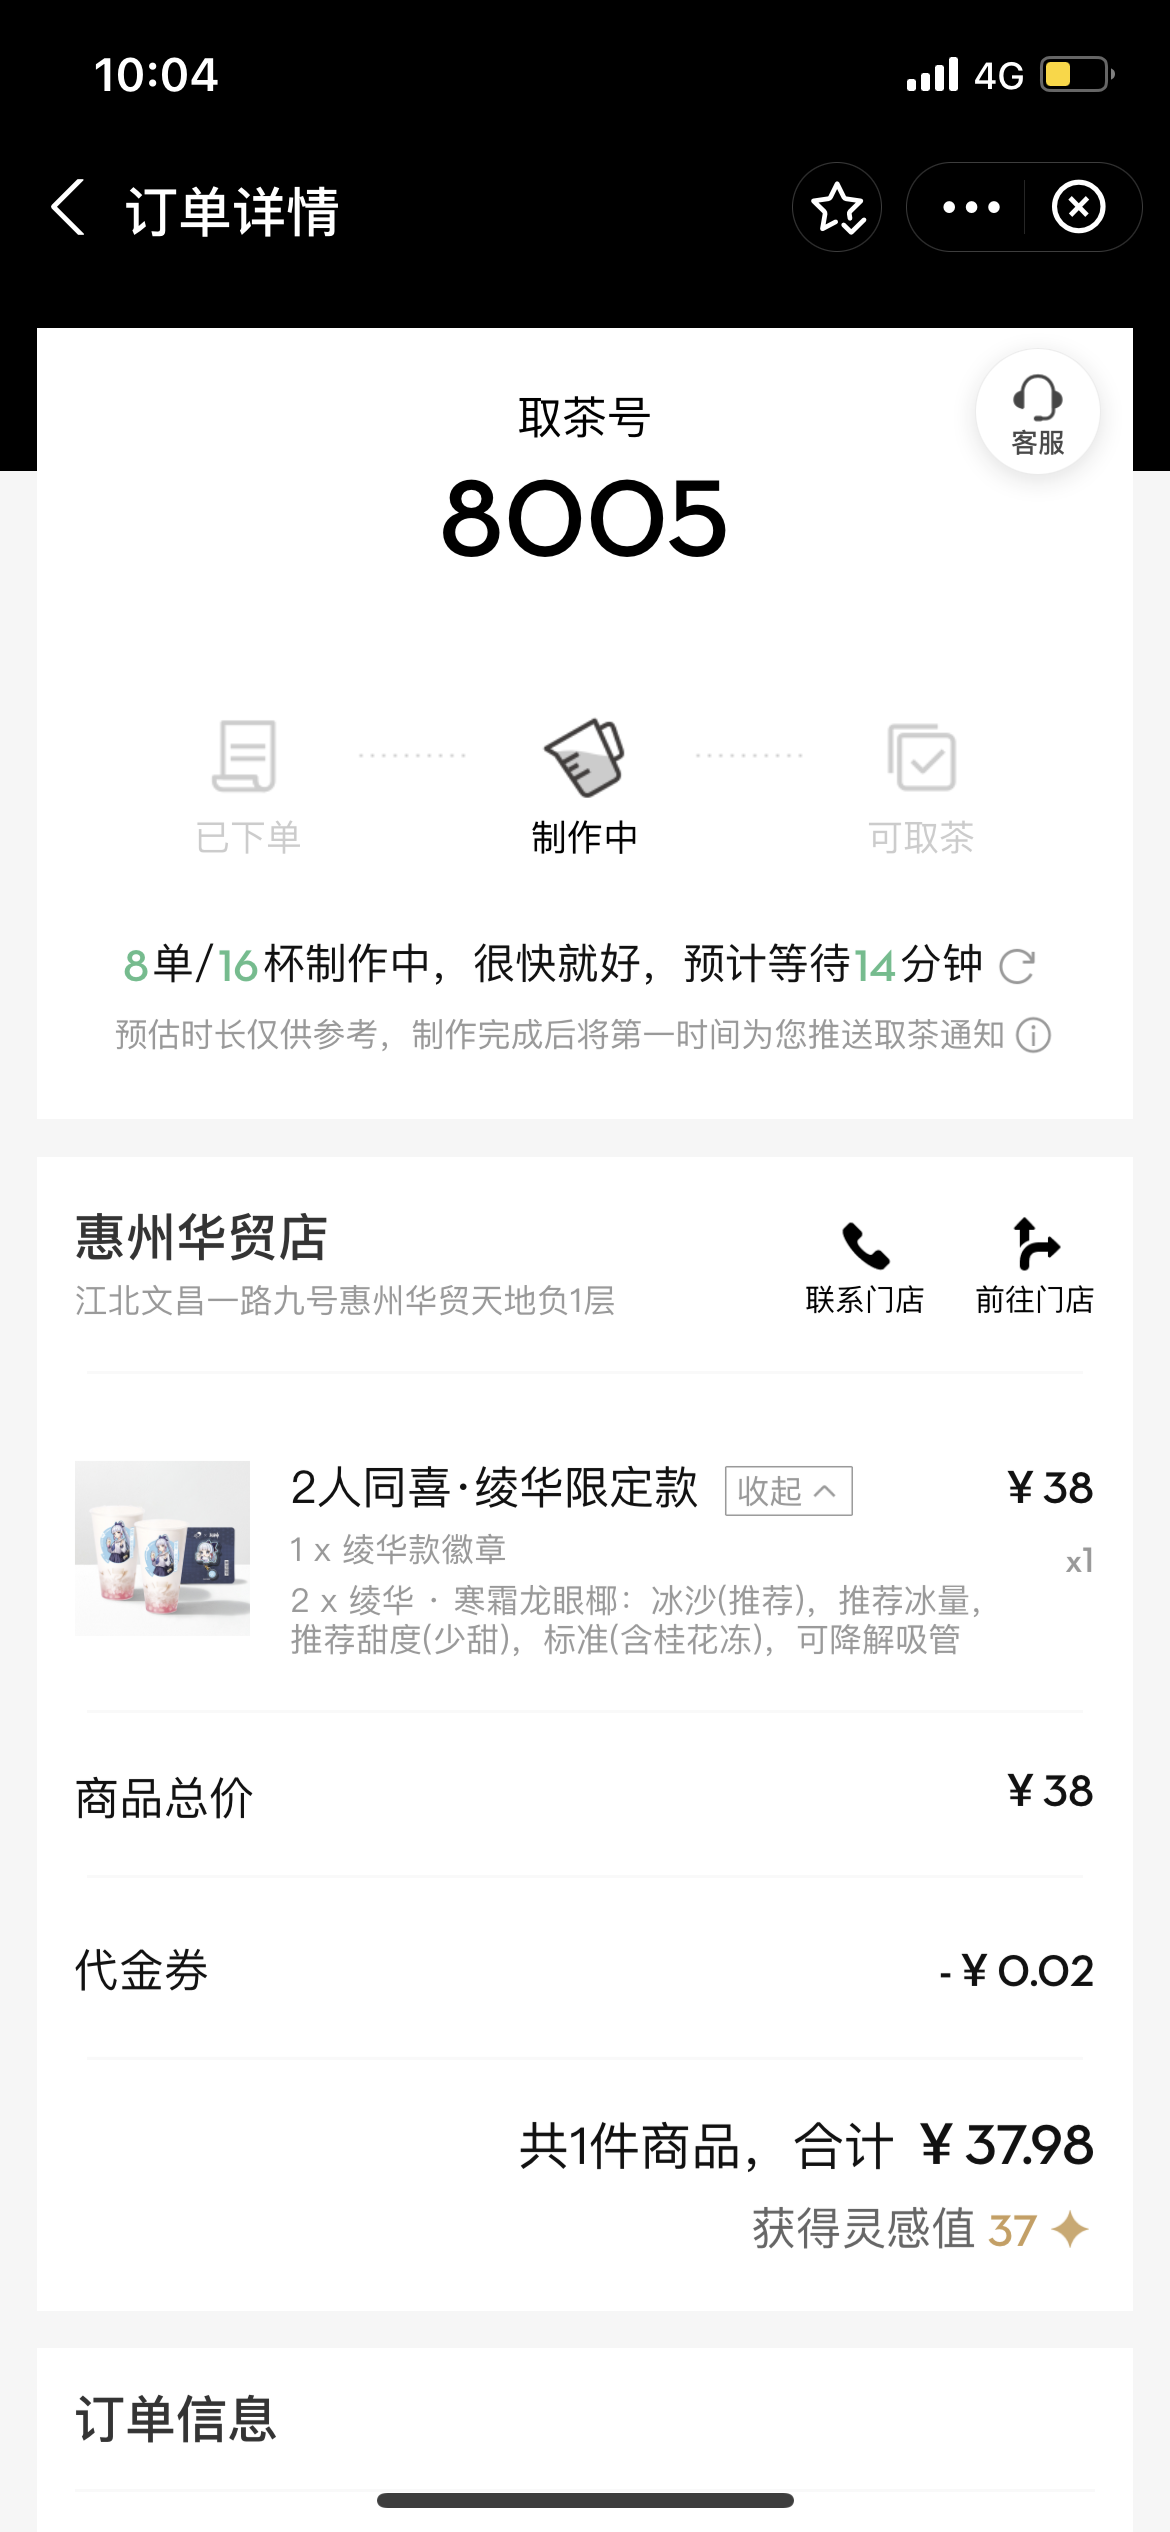 10:04
4G
订单详情
客服
取茶号
8005
已下单
制作中
可取茶
8单/16杯制作中，很快就好，预计等待14分钟
预估时长仅供参考，制作完成后将第一时间为您推送取茶通知
惠州华贸店
江北文昌一路九号惠州华贸天地负1层
联系门店
前往门店
2人同喜·绫华限定款 收起 ¥ 38
1 x 绫华款徽章
x1
2 x 绫华 · 寒霜龙眼椰：冰沙(推荐)，推荐冰量，
推荐甜度(少甜)，标准(含桂花冻)，可降解吸管
商品总价 ¥ 38
代金券 - ¥ 0.02
共1件商品，合计 ¥ 37.98
获得灵感值 37
订单信息